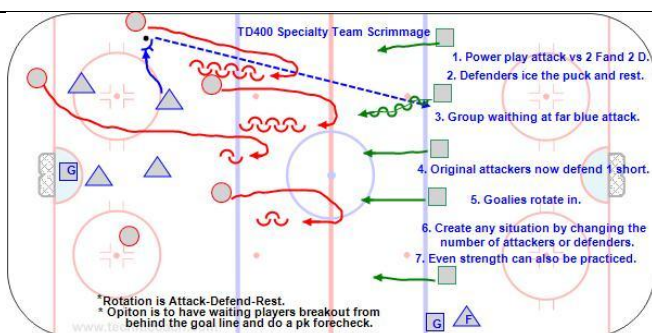 TD400 Specialty Team Scrimmage
1. Power play attack vs 2 Fand 2 D.
2. Defenders ice the puck and rest.
3. Group waithing at far blue attack.
4. Original attackers now defend 1 short.
5. Goalies rotate in.
6. Create any situation by changing the
number of attackers or defenders.
7. Even strength can also be practiced.
G
*Rotation is Attack-Defend-Rest.
* Opiton is to have waiting players breakout from
behind the goal line and do a pk forecheck.
G
F